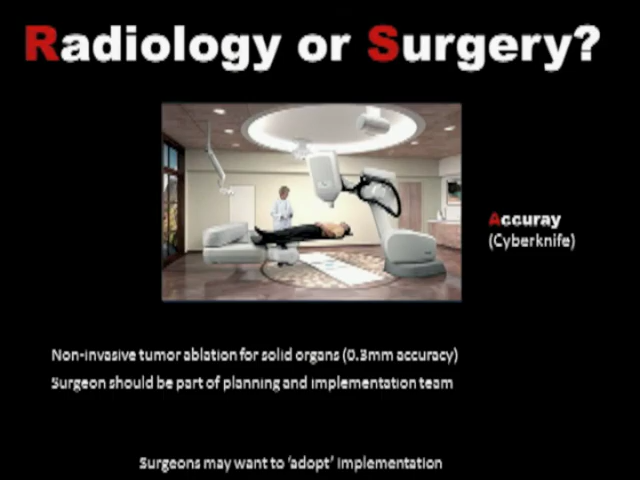 Radiology or Surgery?
Accuray
(Cyberknife)
Non-invasive tumor ablation for solid organs (0.3mm accuracy)
Surgeon should be part of planning and implementation team
Surgeons may want to 'adopt' implementation